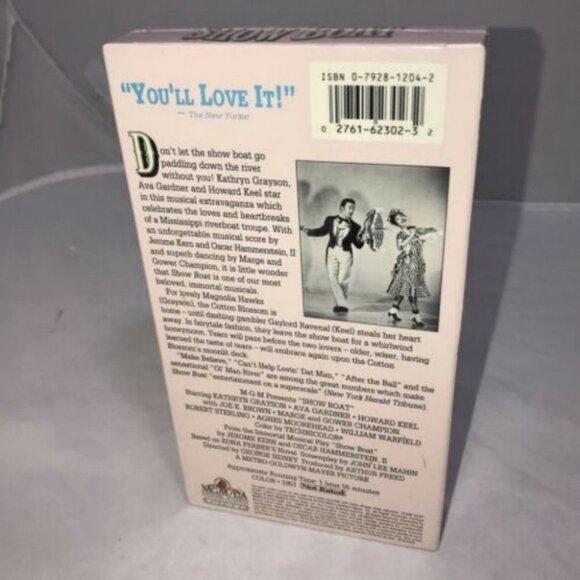 SHOW BOAT
"YOU'LL LOVE IT!"
— The New Yorker
ISBN 0-7928-1204-2
0 2761-62302-3 2
Don't let the show boat go
paddling down the river
without you! Kathryn Grayson,
Ava Gardner and Howard Keel star
in this musical extravaganza which
celebrates the loves and heartbreaks
of a Mississippi riverboat troupe. With
an unforgettable musical score by
Jerome Kern and Oscar Hammerstein, II
and superb dancing by Marge and
Gower Champion, it is little wonder
that Show Boat is one of our most
beloved, immortal musicals.
For lovely Magnolia Hawks
(Grayson), the Cotton Blossom is
home – until dashing gambler Gaylord Ravenal (Keel) steals her heart
away. In fairytale fashion, they leave the show boat for a whirlwind
honeymoon. Years will pass before the two lovers – older, wiser, having
learned the taste of tears – will embrace again upon the Cotton
Blossom's moonlit deck.
"Make Believe," "Can't Help Lovin' Dat Man," "After the Ball" and the
sensational "Ol' Man River" are among the great numbers which make
Show Boat "entertainment on a superscale" (New York Herald Tribune).
M-G-M Presents "SHOW BOAT"
Starring KATHRYN GRAYSON • AVA GARDNER • HOWARD KEEL
with JOE E. BROWN • MARGE and GOWER CHAMPION
ROBERT STERLING • AGNES MOOREHEAD • WILLIAM WARFIELD
Color by TECHNICOLOR®
From the Immortal Musical Play "Show Boat"
by JEROME KERN and OSCAR HAMMERSTEIN, II
Based on EDNA FERBER'S Novel Screenplay by JOHN LEE MAHIN
Directed by GEORGE SIDNEY Produced by ARTHUR FREED
A METRO-GOLDWYN-MAYER PICTURE
Approximate Running Time: 1 hour 56 minutes
COLOR • 1951 Not Rated
MGM/UA